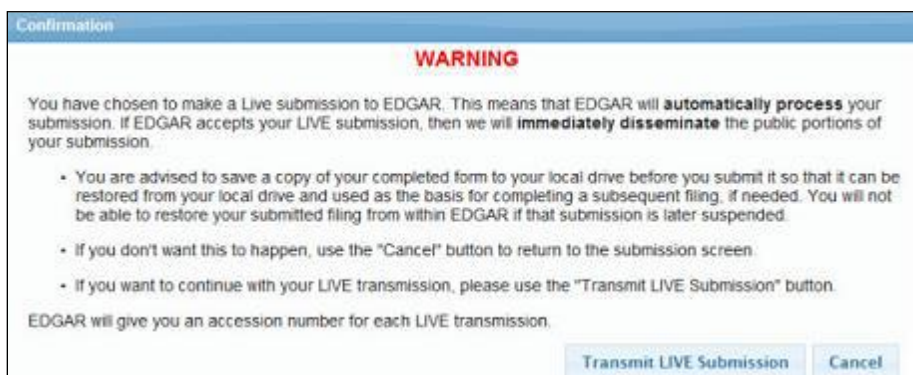 Confirmation
WARNING
You have chosen to make a Live submission to EDGAR. This means that EDGAR will automatically process your
submission. If EDGAR accepts your LIVE submission, then we will immediately disseminate the public portions of
your submission.
• You are advised to save a copy of your completed form to your local drive before you submit it so that it can be
restored from your local drive and used as the basis for completing a subsequent filing, if needed. You will not
be able to restore your submitted filing from within EDGAR if that submission is later suspended.
• If you don't want this to happen, use the "Cancel" button to return to the submission screen.
• If you want to continue with your LIVE transmission, please use the "Transmit LIVE Submission" button.
EDGAR will give you an accession number for each LIVE transmission.
Transmit LIVE Submission Cancel